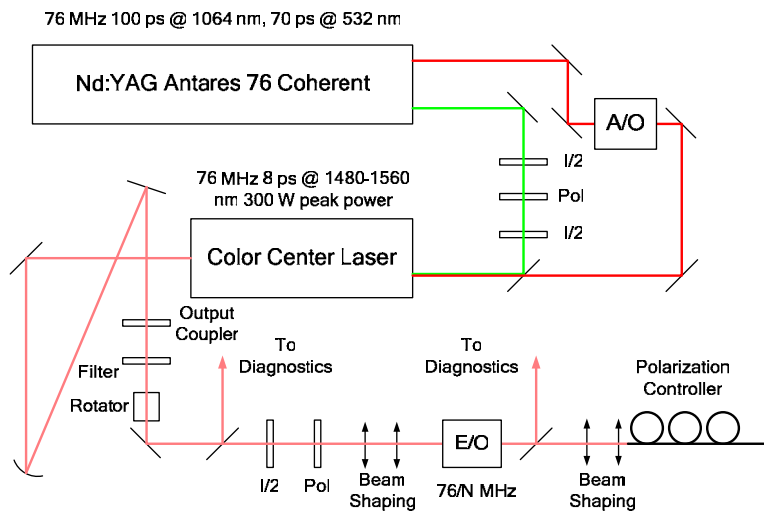 76 MHz 100 ps @ 1064 nm, 70 ps @ 532 nm
Nd:YAG Antares 76 Coherent
A/O
l/2
Pol
l/2
76 MHz 8 ps @ 1480-1560
nm 300 W peak power
Color Center Laser
Output
Coupler
Filter
Rotator
To
Diagnostics
To
Diagnostics
Polarization
Controller
l/2
Pol
Beam
Shaping
E/O
76/N MHz
Beam
Shaping